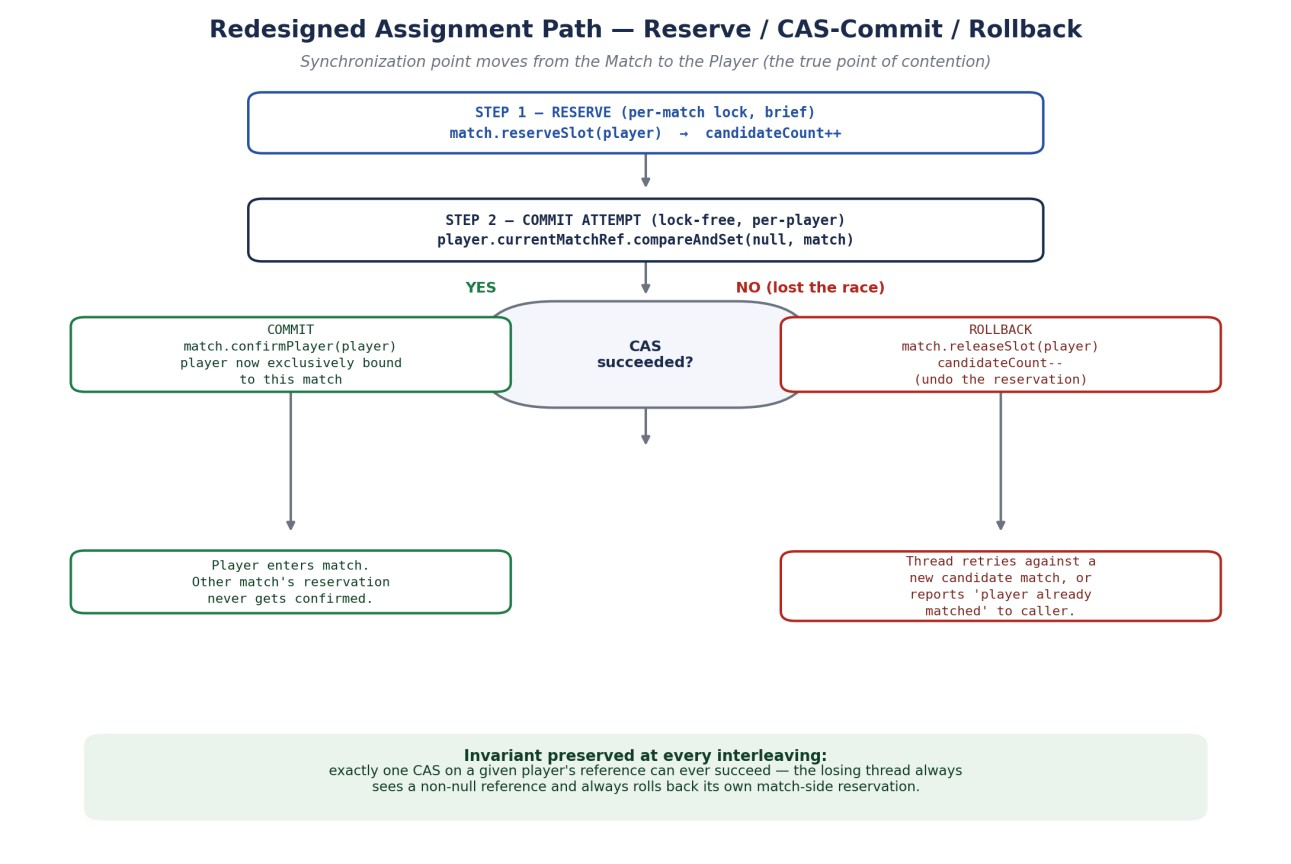 Redesigned Assignment Path — Reserve / CAS-Commit / Rollback
Synchronization point moves from the Match to the Player (the true point of contention)
STEP 1 — RESERVE (per-match lock, brief)
match.reserveSlot(player) → candidateCount++
STEP 2 — COMMIT ATTEMPT (lock-free, per-player)
player.currentMatchRef.compareAndSet(null, match)
YES
NO (lost the race)
COMMIT
match.confirmPlayer(player)
player now exclusively bound
to this match
CAS
succeeded?
ROLLBACK
match.releaseSlot(player)
candidateCount--
(undo the reservation)
Player enters match.
Other match's reservation
never gets confirmed.
Thread retries against a
new candidate match, or
reports 'player already
matched' to caller.
Invariant preserved at every interleaving:
exactly one CAS on a given player's reference can ever succeed — the losing thread always
sees a non-null reference and always rolls back its own match-side reservation.